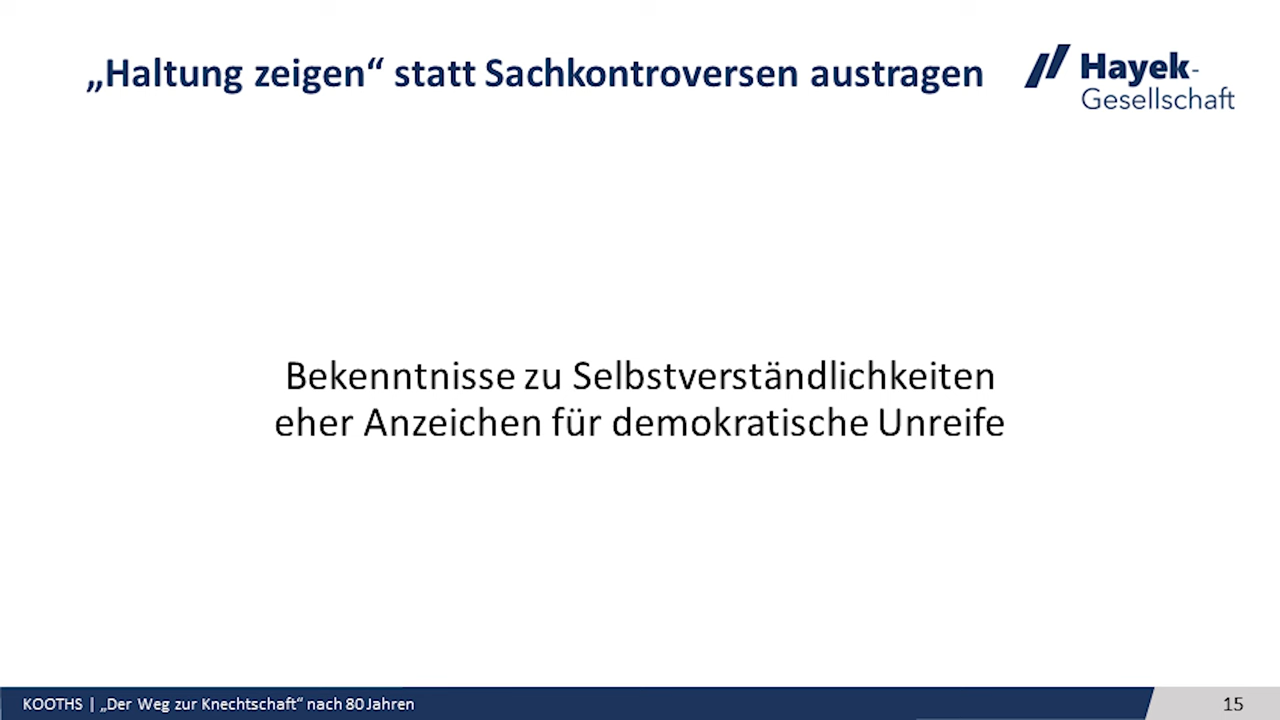 „Haltung zeigen“ statt Sachkontroversen austragen
Hayek-
Gesellschaft
Bekenntnisse zu Selbstverständlichkeiten
eher Anzeichen für demokratische Unreife
KOOTHS | „Der Weg zur Knechtschaft“ nach 80 Jahren
15